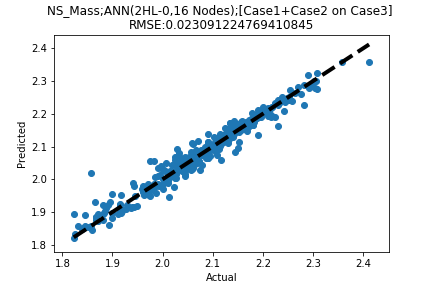 NS_Mass;ANN(2HL-0,16 Nodes);[Case1+Case2 on Case3]
RMSE:0.023091224769410845
2.4
2.3
2.2
2.1
2.0
1.9
1.8
Predicted
1.8 1.9 2.0 2.1 2.2 2.3 2.4
Actual